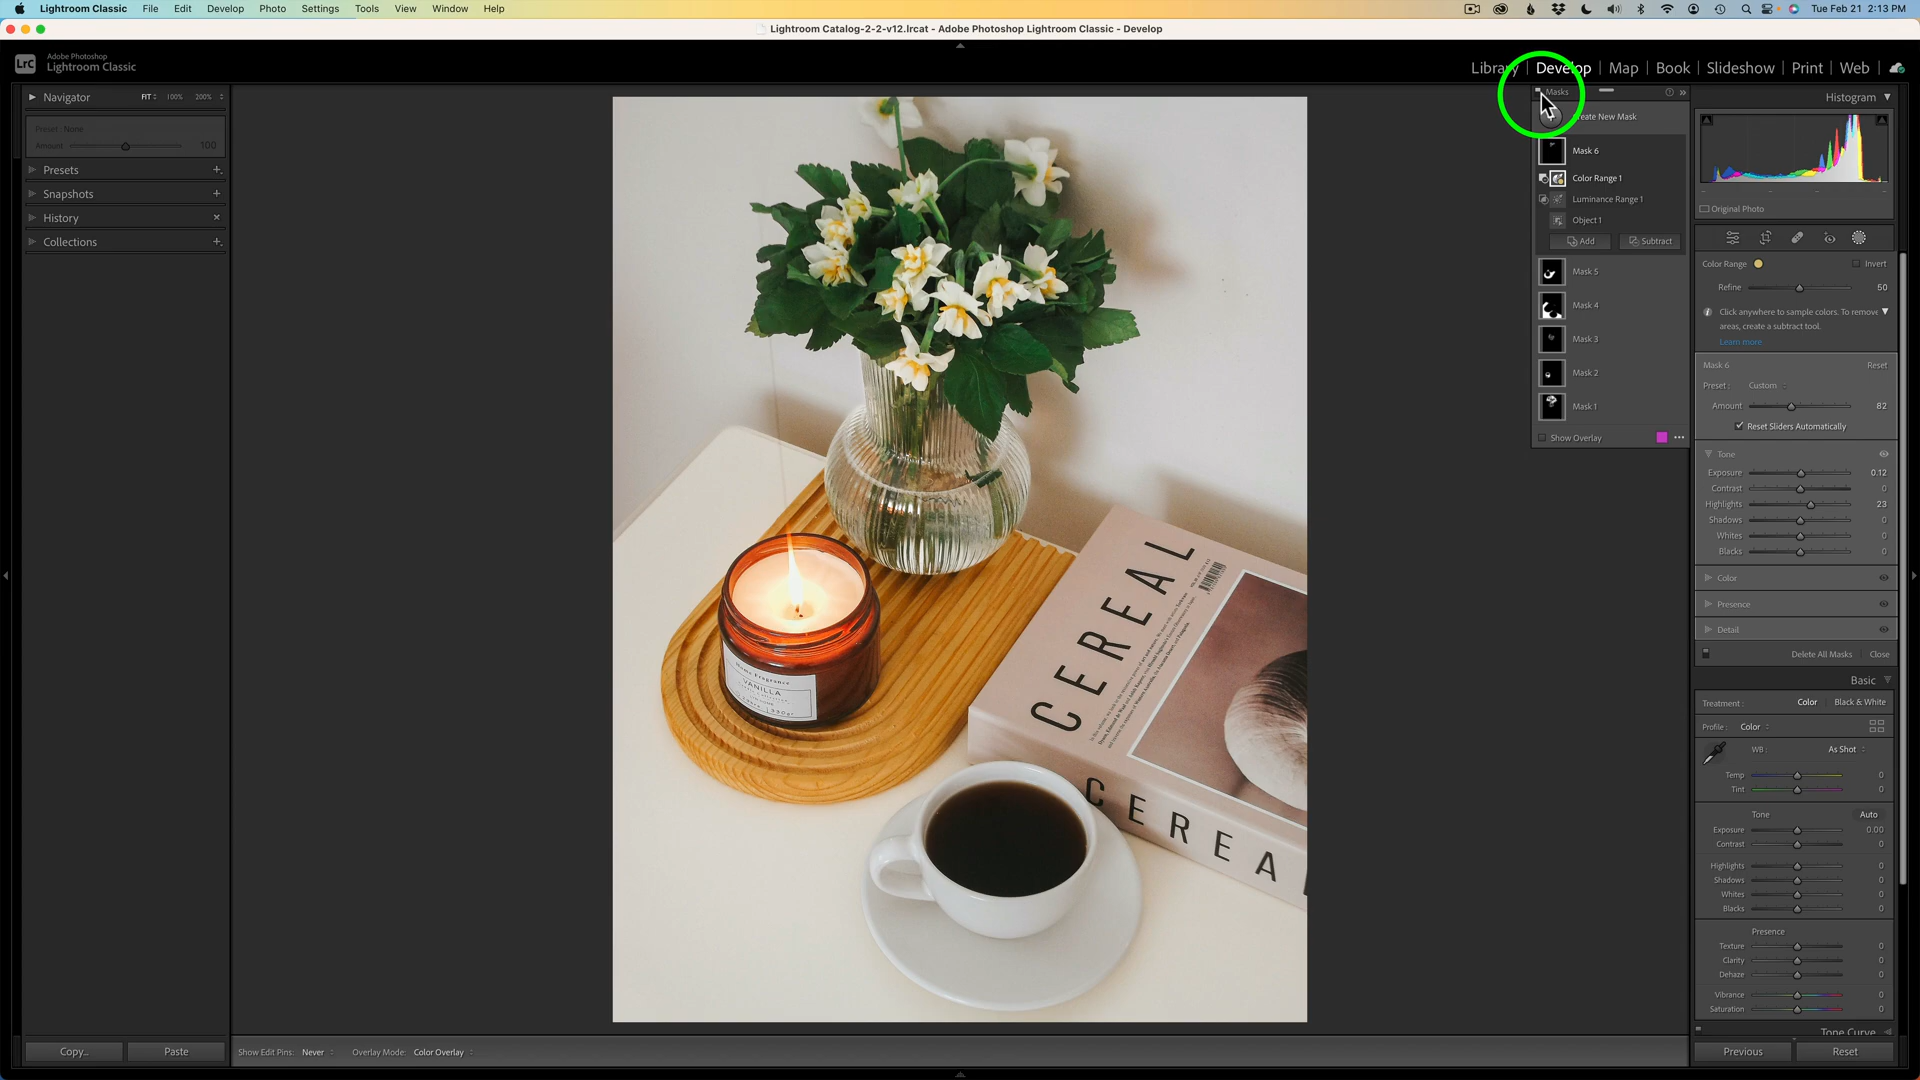 Lightroom Classic File Edit Develop Photo Settings Tools View Window Help
Tue Feb 21 2:13 PM
Lightroom Catalog-2-2-v12.lrcat - Adobe Photoshop Lightroom Classic - Develop
LrC
Adobe Photoshop
Lightroom Classic
Library | Develop | Map | Book | Slideshow | Print | Web
Navigator FIT 100% 200%
Preset : None
Amount 100
Presets
Snapshots
History
Collections
Masks
Create New Mask
Mask 6
Color Range 1
Luminance Range 1
Object 1
Add Subtract
Mask 5
Mask 4
Mask 3
Mask 2
Mask 1
Show Overlay
Histogram
Original Photo
Color Range Invert
Refine 50
Click anywhere to sample colors. To remove
areas, create a subtract tool.
Learn more
Mask 6 Reset
Preset : Custom
Amount 82
Reset Sliders Automatically
Tone
Exposure 0.12
Contrast 0
Highlights 23
Shadows 0
Whites 0
Blacks 0
Color
Presence
Detail
Delete All Masks Close
Basic
Treatment : Color Black & White
Profile : Color
WB : As Shot
Temp 0
Tint 0
Tone Auto
Exposure 0.00
Contrast 0
Highlights 0
Shadows 0
Whites 0
Blacks 0
Presence
Texture 0
Clarity 0
Dehaze 0
Vibrance 0
Saturation 0
Tone Curve
Previous Reset
CEREAL
CEREA
Home Fragrance
VANILLA
Copy... Paste
Show Edit Pins: Never Overlay Mode: Color Overlay